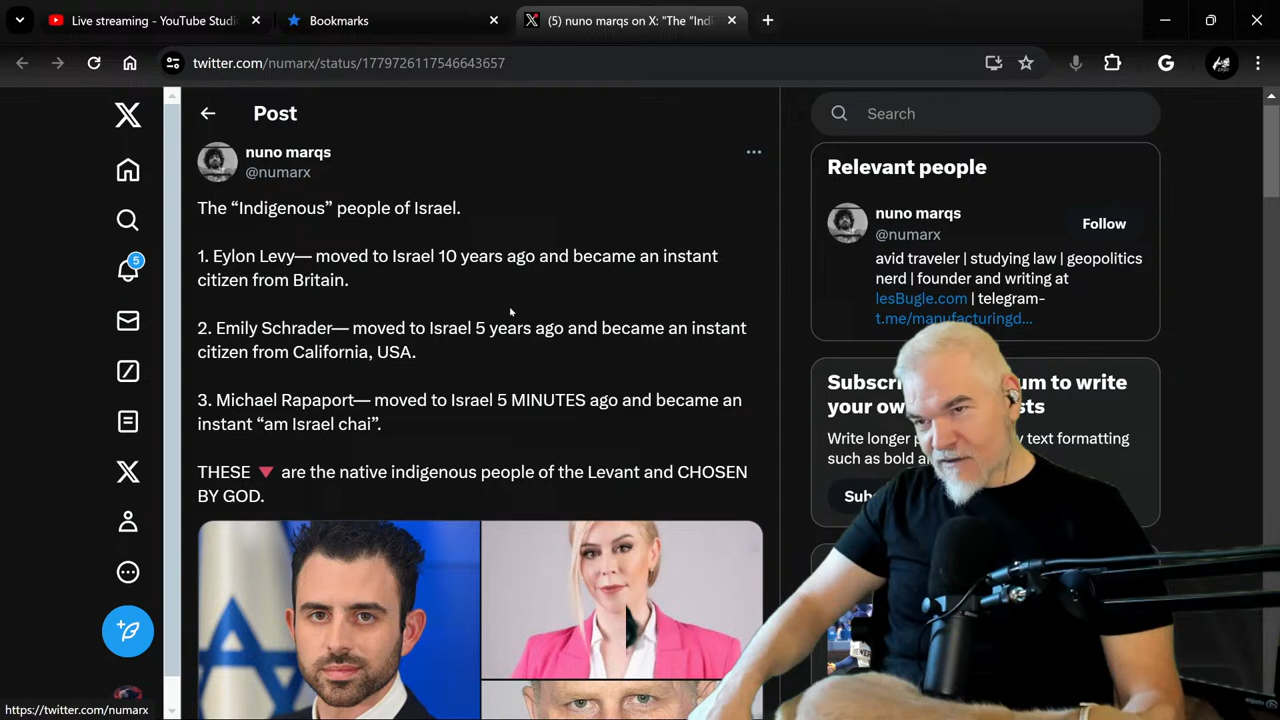 Live streaming - YouTube Studi
Bookmarks
(5) nuno marqs on X: "The "Indi
twitter.com/numarx/status/1779726117546643657
Post
nuno marqs
@numarx
The “Indigenous” people of Israel.
1. Eylon Levy— moved to Israel 10 years ago and became an instant
citizen from Britain.
2. Emily Schrader— moved to Israel 5 years ago and became an instant
citizen from California, USA.
3. Michael Rapaport— moved to Israel 5 MINUTES ago and became an
instant “am Israel chai”.
THESE 🔻 are the native indigenous people of the Levant and CHOSEN
BY GOD.
5
Search
Relevant people
nuno marqs
@numarx
Follow
avid traveler | studying law | geopolitics
nerd | founder and writing at
lesBugle.com | telegram-
t.me/manufacturingd...
to write
your own
Write longer text formatting
such as bold
https://twitter.com/numarx